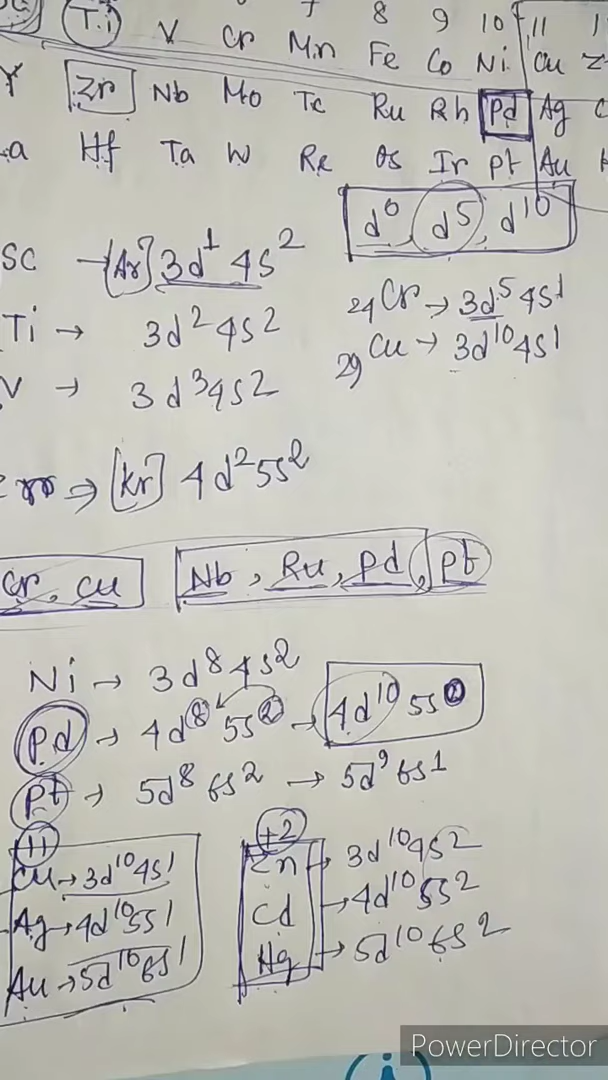 7 8 9 10 11 1
Ti V Cr Mn Fe Co Ni Cu Z
Y Zr Nb Mo Tc Ru Rh Pd Ag C
La Hf Ta W Re Os Ir Pt Au
d⁰, d⁵, d¹⁰
SC → [Ar] 3d¹ 4s²
₂₄Cr → 3d⁵ 4s¹
Ti → 3d² 4s²
₂₉Cu → 3d¹⁰ 4s¹
V → 3d³ 4s²
⇒ [Kr] 4d² 5s²
Cr, Cu Nb, Ru, Pd, Pt
Ni → 3d⁸ 4s²
Pd → 4d⁸ 5s² → 4d¹⁰ 5s⁰
Pt → 5d⁸ 6s² → 5d⁹ 6s¹
11 +2
Cu → 3d¹⁰ 4s¹ Zn → 3d¹⁰ 4s²
Ag → 4d¹⁰ 5s¹ Cd → 4d¹⁰ 5s²
Au → 5d¹⁰ 6s¹ Hg → 5d¹⁰ 6s²
PowerDirector